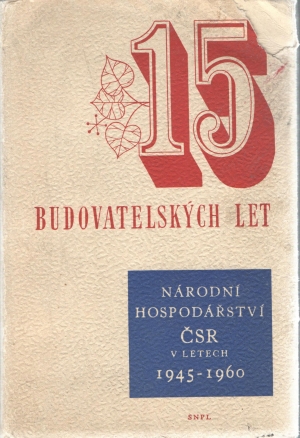 15
BUDOVATELSKÝCH LET
NÁRODNÍ
HOSPODÁŘSTVÍ
ČSR
V LETECH
1945-1960
SNPL